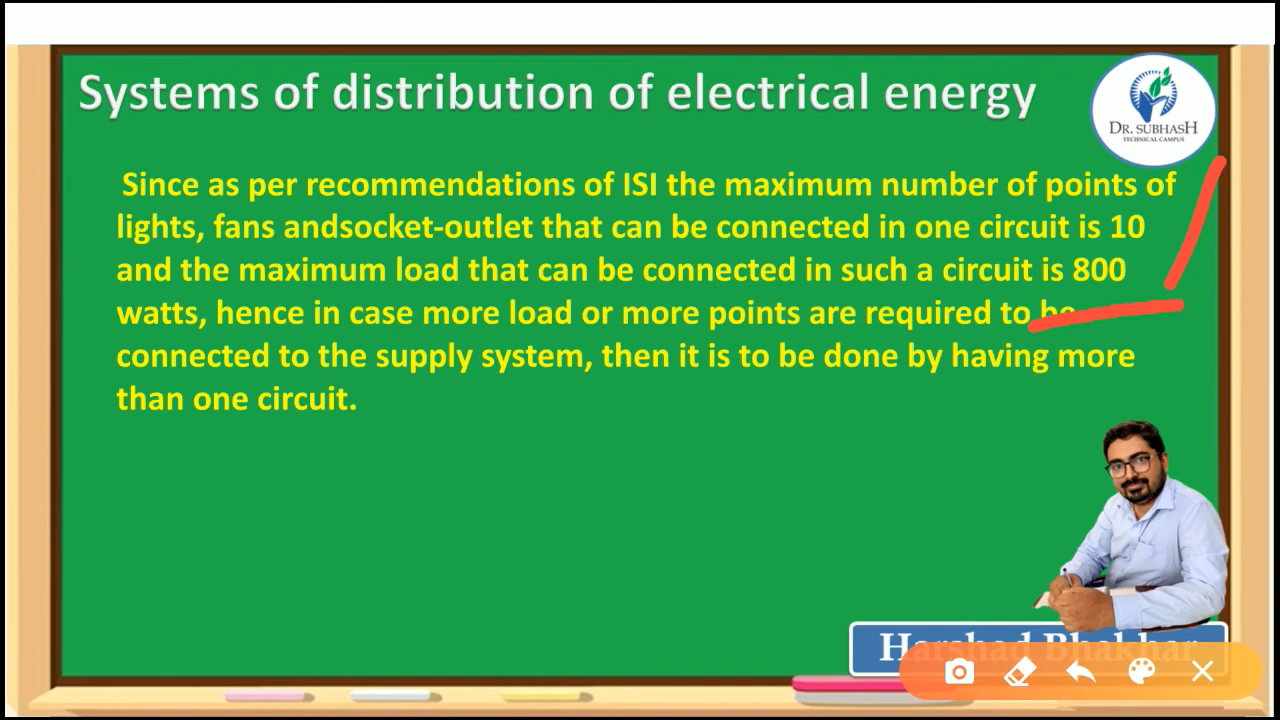 Systems of distribution of electrical energy
DR. SUBHASH
TECHNICAL CAMPUS
Since as per recommendations of ISI the maximum number of points of
lights, fans andsocket-outlet that can be connected in one circuit is 10
and the maximum load that can be connected in such a circuit is 800
watts, hence in case more load or more points are required to be
connected to the supply system, then it is to be done by having more
than one circuit.
Harshad Bhakhar